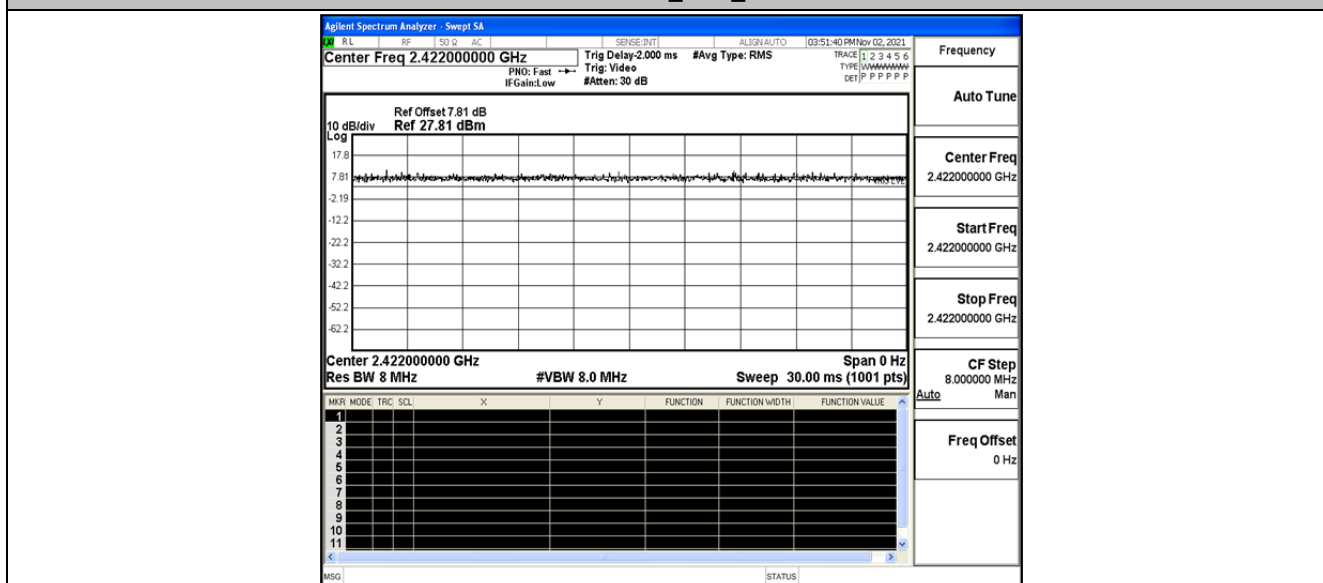 Agilent Spectrum Analyzer - Swept SA
RL RF 50 Ω AC SENSE:INT ALIGN AUTO 03:51:40 PM Nov 02, 2021
Center Freq 2.422000000 GHz
PNO: Fast
IFGain:Low
Trig Delay-2.000 ms
Trig: Video
#Atten: 30 dB
#Avg Type: RMS
TRACE 1 2 3 4 5 6
TYPE
DET P P P P P P
Ref Offset 7.81 dB
10 dB/div Ref 27.81 dBm
Log
17.8
7.81
-2.19
-12.2
-22.2
-32.2
-42.2
-52.2
-62.2
Center 2.422000000 GHz Span 0 Hz
Res BW 8 MHz #VBW 8.0 MHz Sweep 30.00 ms (1001 pts)
MKR MODE TRC SCL X Y FUNCTION FUNCTION WIDTH FUNCTION VALUE
1
2
3
4
5
6
7
8
9
10
11
MSG STATUS
Frequency
Auto Tune
Center Freq
2.422000000 GHz
Start Freq
2.422000000 GHz
Stop Freq
2.422000000 GHz
CF Step
8.000000 MHz
Auto Man
Freq Offset
0 Hz